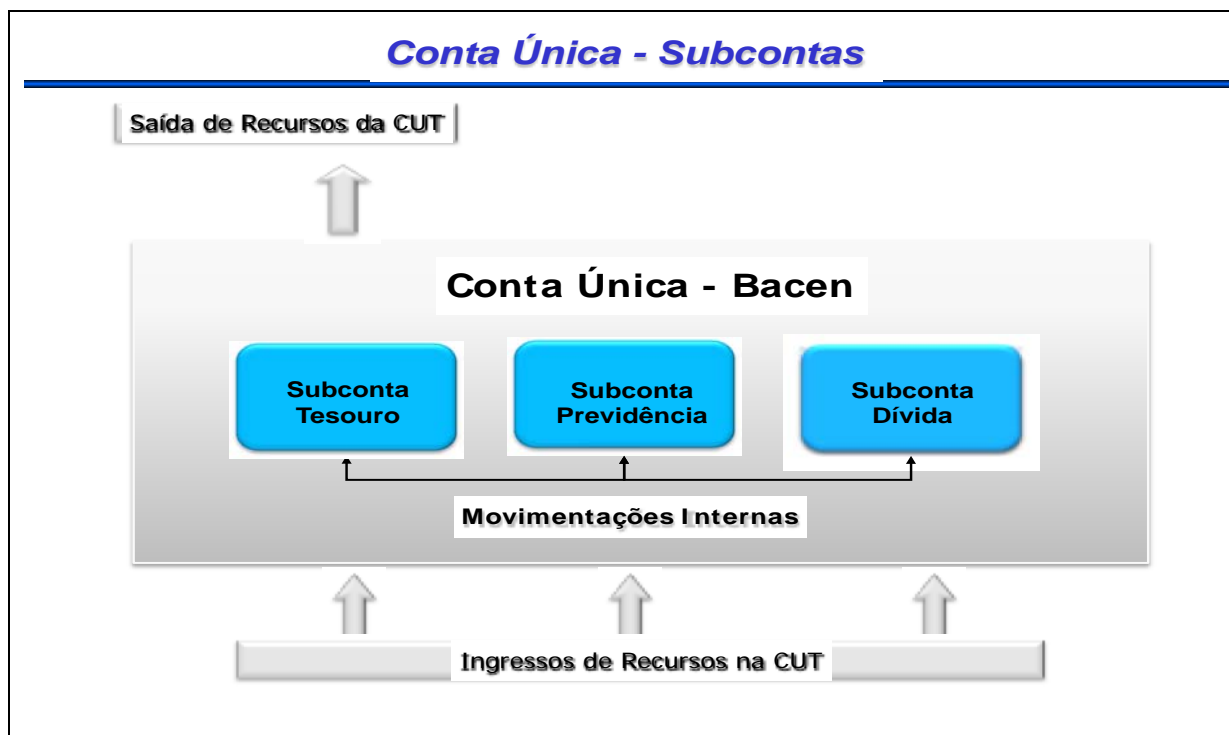 Conta Única - Subcontas
Saída de Recursos da CUT
Conta Única - Bacen
Subconta
Tesouro
Subconta
Previdência
Subconta
Dívida
Movimentações Internas
Ingressos de Recursos na CUT